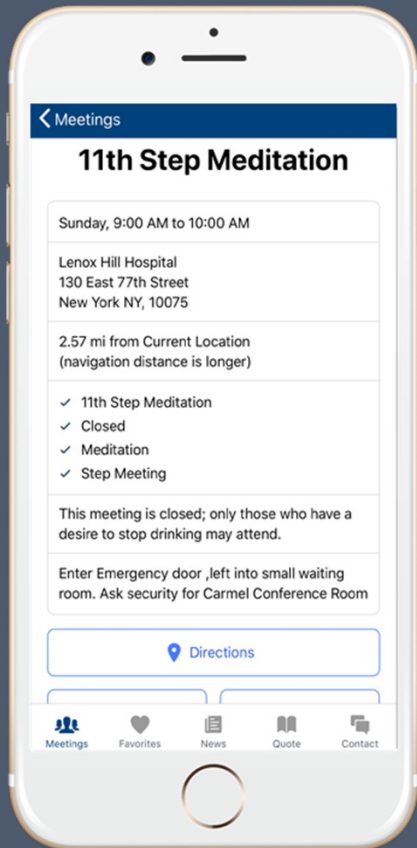 Meetings
11th Step Meditation
Sunday, 9:00 AM to 10:00 AM
Lenox Hill Hospital
130 East 77th Street
New York NY, 10075
2.57 mi from Current Location
(navigation distance is longer)
✓ 11th Step Meditation
✓ Closed
✓ Meditation
✓ Step Meeting
This meeting is closed; only those who have a
desire to stop drinking may attend.
Enter Emergency door ,left into small waiting
room. Ask security for Carmel Conference Room
Directions
Meetings Favorites News Quote Contact